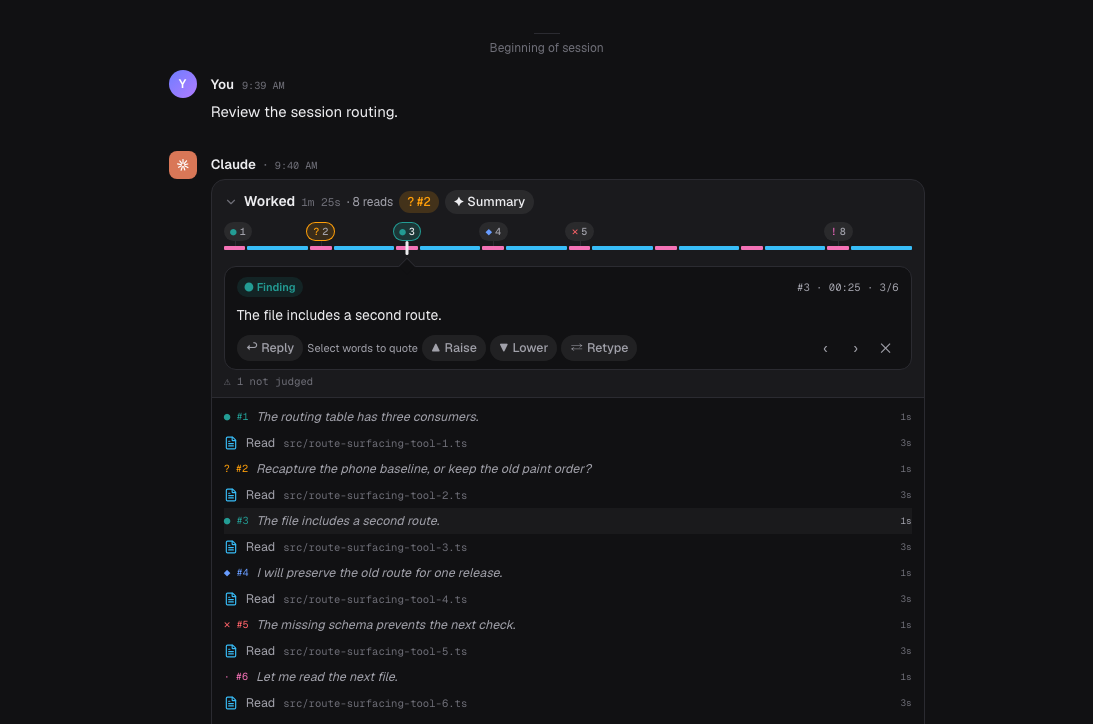 Beginning of session
Y You 9:39 AM
Review the session routing.
Claude · 9:40 AM
Worked 1m 25s · 8 reads ? #2 ✦ Summary
● 1 ? 2 ● 3 ◆ 4 ✕ 5 ! 8
● Finding #3 · 00:25 · 3/6
The file includes a second route.
↩ Reply Select words to quote ▲ Raise ▼ Lower ⇄ Retype ‹ › ✕
⚠ 1 not judged
● #1 The routing table has three consumers. 1s
Read src/route-surfacing-tool-1.ts 3s
? #2 Recapture the phone baseline, or keep the old paint order? 1s
Read src/route-surfacing-tool-2.ts 3s
● #3 The file includes a second route. 1s
Read src/route-surfacing-tool-3.ts 3s
◆ #4 I will preserve the old route for one release. 1s
Read src/route-surfacing-tool-4.ts 3s
✕ #5 The missing schema prevents the next check. 1s
Read src/route-surfacing-tool-5.ts 3s
· #6 Let me read the next file. 1s
Read src/route-surfacing-tool-6.ts 3s